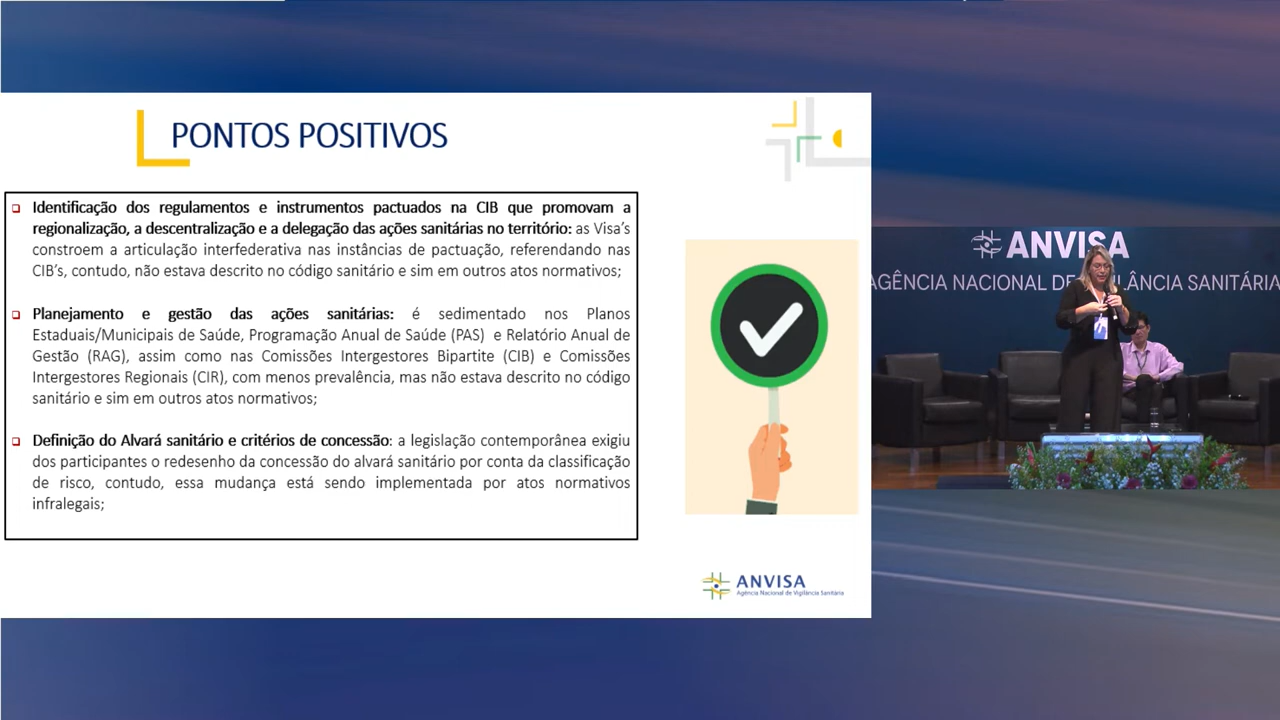 PONTOS POSITIVOS
Identificação dos regulamentos e instrumentos pactuados na CIB que promovam a
regionalização, a descentralização e a delegação das ações sanitárias no território: as Visa’s
constroem a articulação interfederativa nas instâncias de pactuação, referendando nas
CIB’s, contudo, não estava descrito no código sanitário e sim em outros atos normativos;
Planejamento e gestão das ações sanitárias: é sedimentado nos Planos
Estaduais/Municipais de Saúde, Programação Anual de Saúde (PAS) e Relatório Anual de
Gestão (RAG), assim como nas Comissões Intergestores Bipartite (CIB) e Comissões
Intergestores Regionais (CIR), com menos prevalência, mas não estava descrito no código
sanitário e sim em outros atos normativos;
Definição do Alvará sanitário e critérios de concessão: a legislação contemporânea exigiu
dos participantes o redesenho da concessão do alvará sanitário por conta da classificação
de risco, contudo, essa mudança está sendo implementada por atos normativos
infralegais;
ANVISA
Agência Nacional de Vigilância Sanitária
ANVISA
AGÊNCIA NACIONAL DE LÂNCIA SANITÁRIA